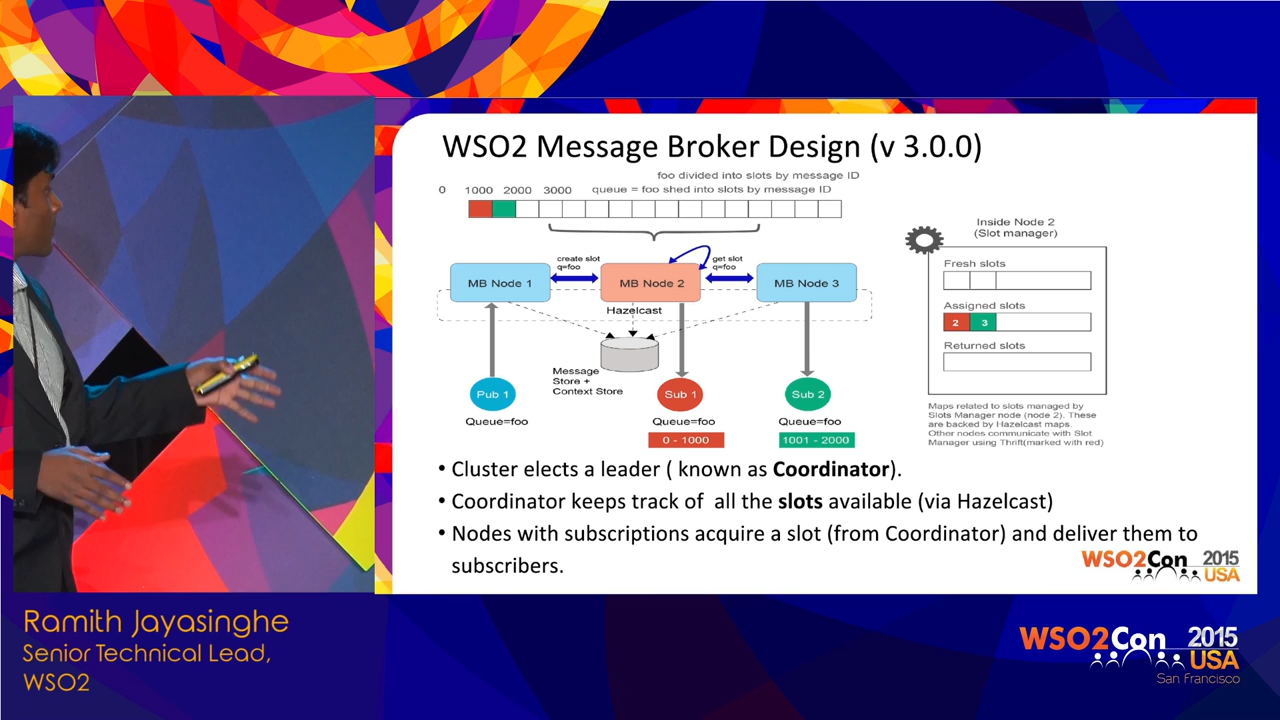 WSO2 Message Broker Design (v 3.0.0)
foo divided into slots by message ID
0 1000 2000 3000 queue = foo shed into slots by message ID
create slot
q=foo
get slot
q=foo
MB Node 1
MB Node 2
MB Node 3
Hazelcast
Message
Store +
Context Store
Pub 1
Sub 1
Sub 2
Queue=foo
Queue=foo
Queue=foo
0 - 1000
1001 - 2000
Inside Node 2
(Slot manager)
Fresh slots
Assigned slots
2 3
Returned slots
Maps related to slots managed by
Slots Manager node (node 2). These
are backed by Hazelcast maps.
Other nodes communicate with Slot
Manager using Thrift(marked with red)
• Cluster elects a leader ( known as Coordinator).
• Coordinator keeps track of all the slots available (via Hazelcast)
• Nodes with subscriptions acquire a slot (from Coordinator) and deliver them to
subscribers.
WSO2Con 2015
USA
Ramith Jayasinghe
Senior Technical Lead,
WSO2
WSO2Con 2015
USA
San Francisco